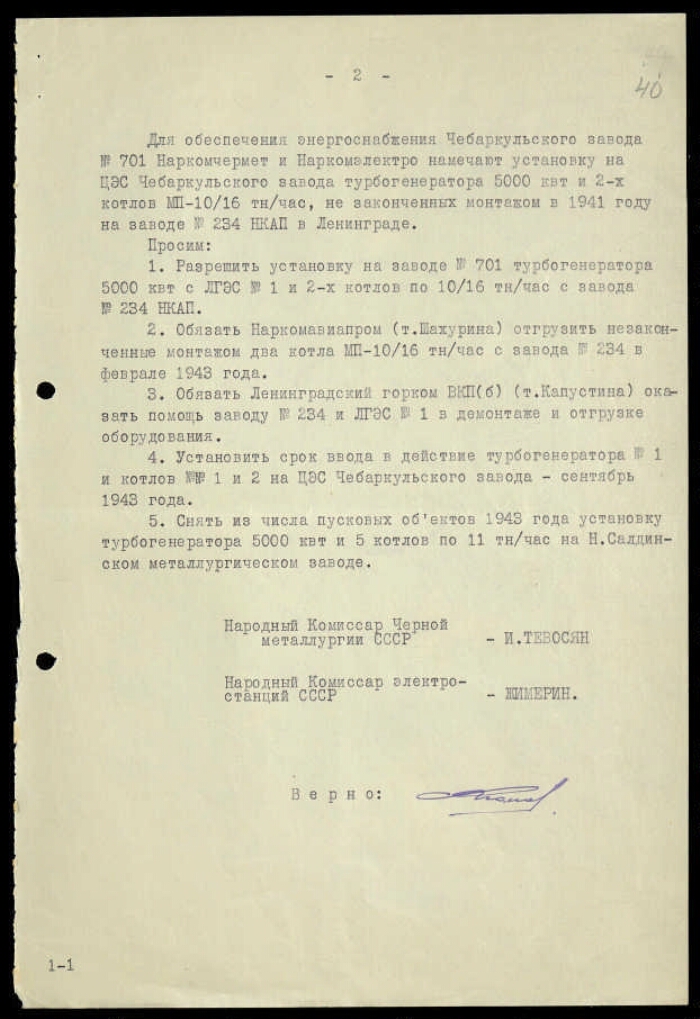 - 2 -
40
Для обеспечения энергоснабжения Чебаркульского завода
№ 701 Наркомчермет и Наркомэлектро намечают установку на
ЦЭС Чебаркульского завода турбогенератора 5000 квт и 2-х
котлов МП-10/16 тн/час, не законченных монтажом в 1941 году
на заводе № 234 НКАП в Ленинграде.
Просим:
1. Разрешить установку на заводе № 701 турбогенератора
5000 квт с ЛГЭС № 1 и 2-х котлов по 10/16 тн/час с завода
№ 234 НКАП.
2. Обязать Наркомавиапром (т.Шахурина) отгрузить незакон-
ченные монтажом два котла МП-10/16 тн/час с завода № 234 в
феврале 1943 года.
3. Обязать Ленинградский горком ВКП(б) (т.Капустина) ока-
зать помощь заводу № 234 и ЛГЭС № 1 в демонтаже и отгрузке
оборудования.
4. Установить срок ввода в действие турбогенератора № 1
и котлов №№ 1 и 2 на ЦЭС Чебаркульского завода - сентябрь
1943 года.
5. Снять из числа пусковых об'ектов 1943 года установку
турбогенератора 5000 квт и 5 котлов по 11 тн/час на Н.Салдин-
ском металлургическом заводе.
Народный Комиссар Черной
металлургии СССР - И.ТЕВОСЯН
Народный Комиссар электро-
станций СССР - ЖИМЕРИН.
Верно:
1-1